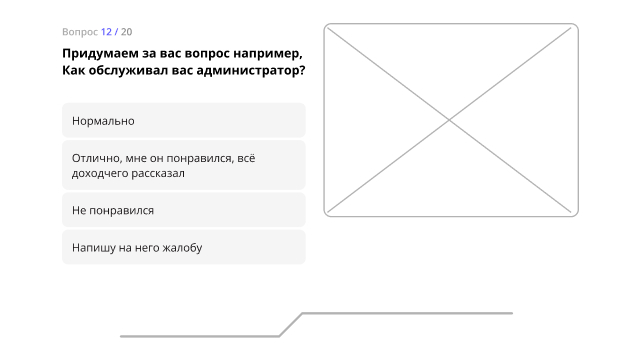 Вопрос 12 / 20
Придумаем за вас вопрос например,
Как обслуживал вас администратор?
Нормально
Отлично, мне он понравился, всё
доходчего рассказал
Не понравился
Напишу на него жалобу